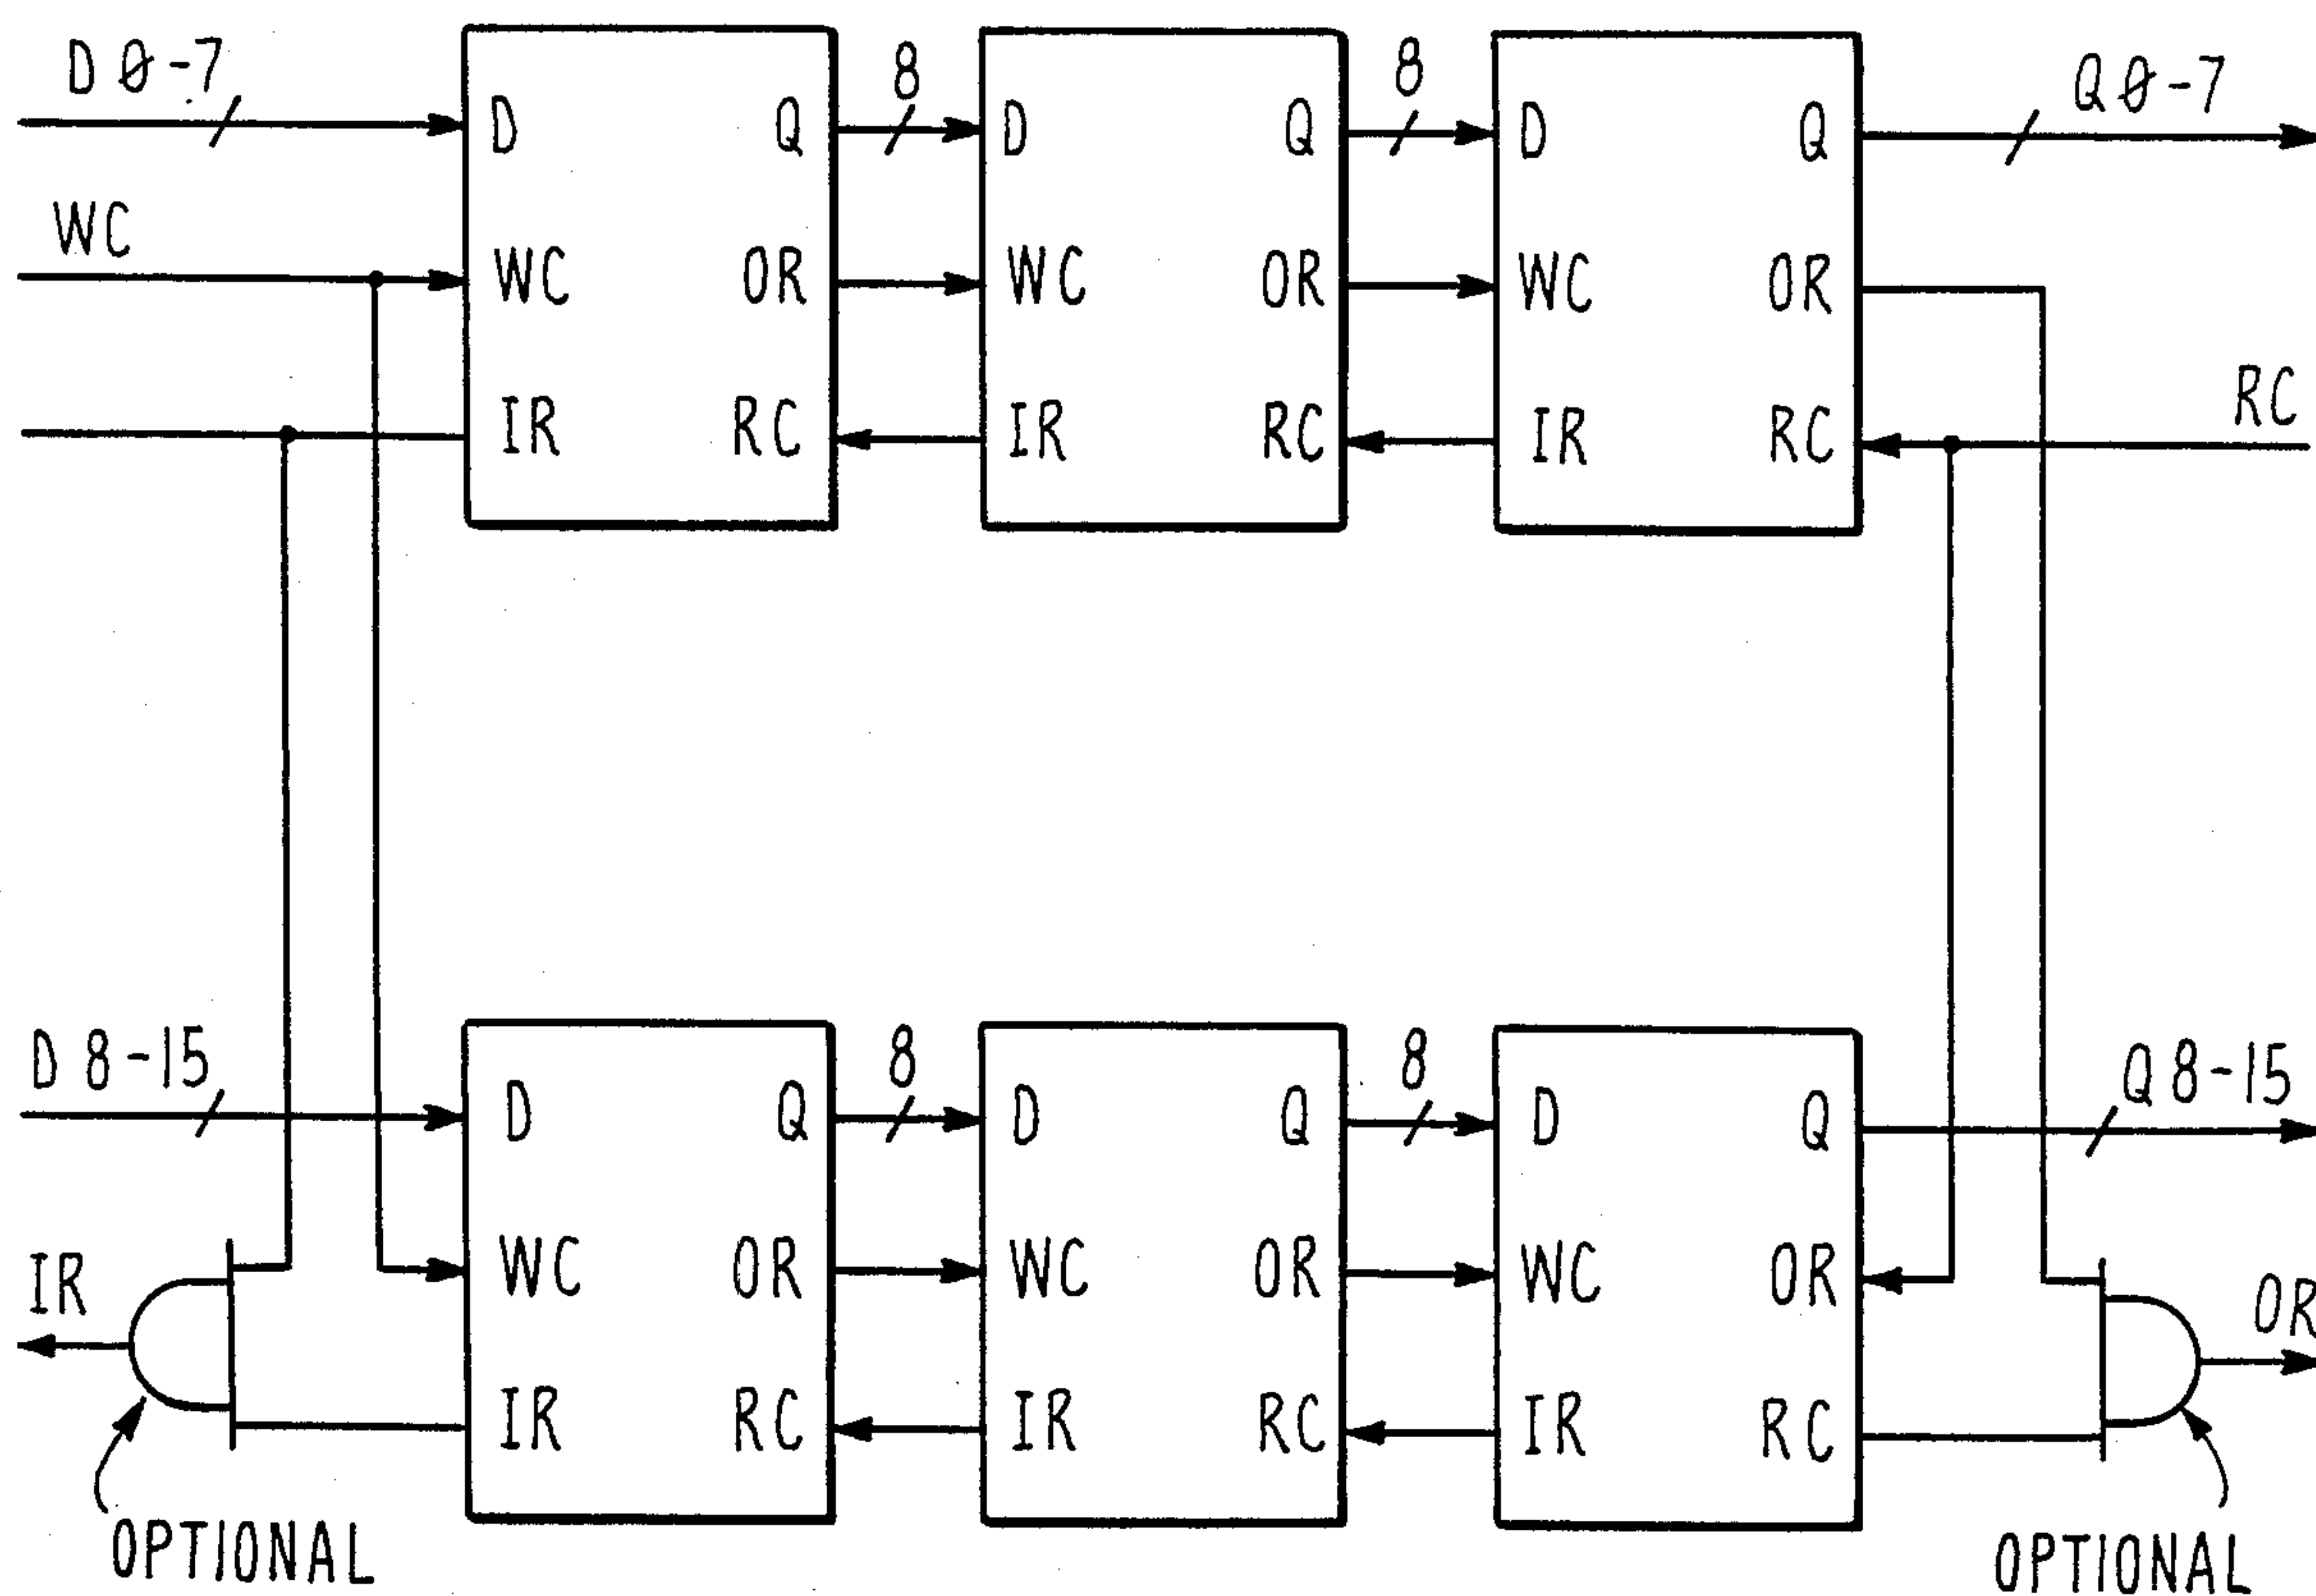 D 0-7
8
8
Q 0-7
D Q D Q D Q
WC
WC OR WC OR WC OR
RC
IR RC IR RC IR RC
D 8-15
8
8
Q 8-15
D Q D Q D Q
IR
WC OR WC OR WC OR
OR
IR RC IR RC IR RC
OPTIONAL
OPTIONAL